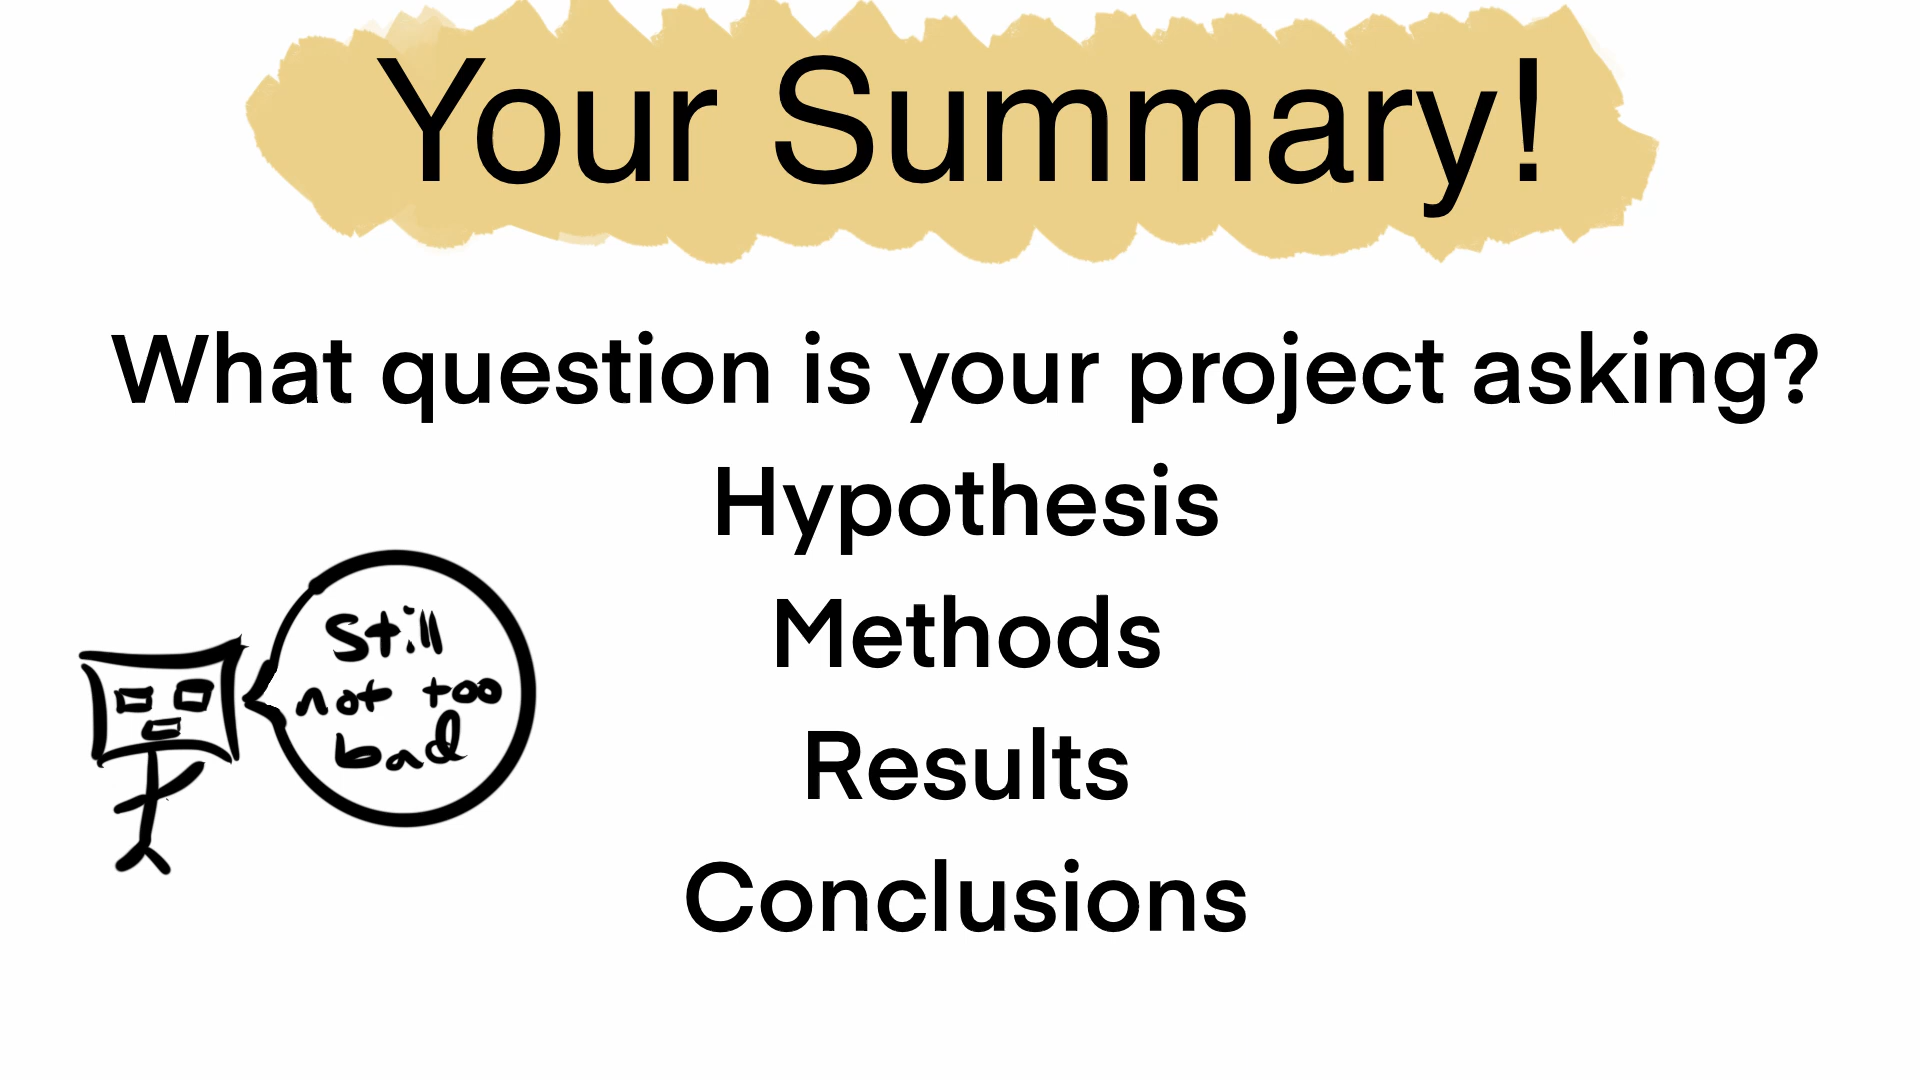 Your Summary!
What question is your project asking?
Hypothesis
Methods
Results
Conclusions
Still
not too
bad